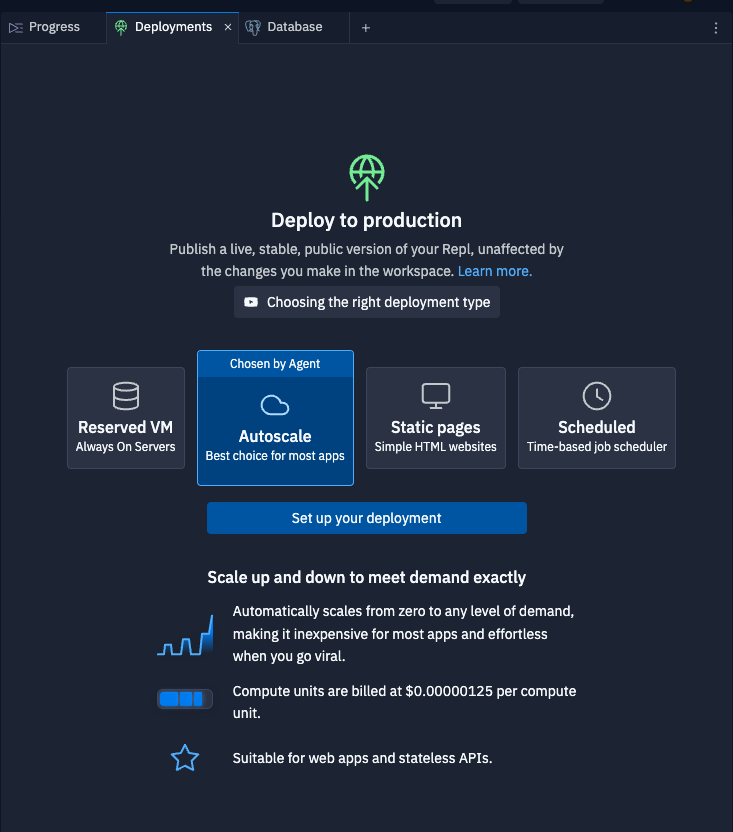 Progress
Deployments
Database
Deploy to production
Publish a live, stable, public version of your Repl, unaffected by
the changes you make in the workspace. Learn more.
Choosing the right deployment type
Chosen by Agent
Reserved VM
Always On Servers
Autoscale
Best choice for most apps
Static pages
Simple HTML websites
Scheduled
Time-based job scheduler
Set up your deployment
Scale up and down to meet demand exactly
Automatically scales from zero to any level of demand,
making it inexpensive for most apps and effortless
when you go viral.
Compute units are billed at $0.00000125 per compute
unit.
Suitable for web apps and stateless APIs.